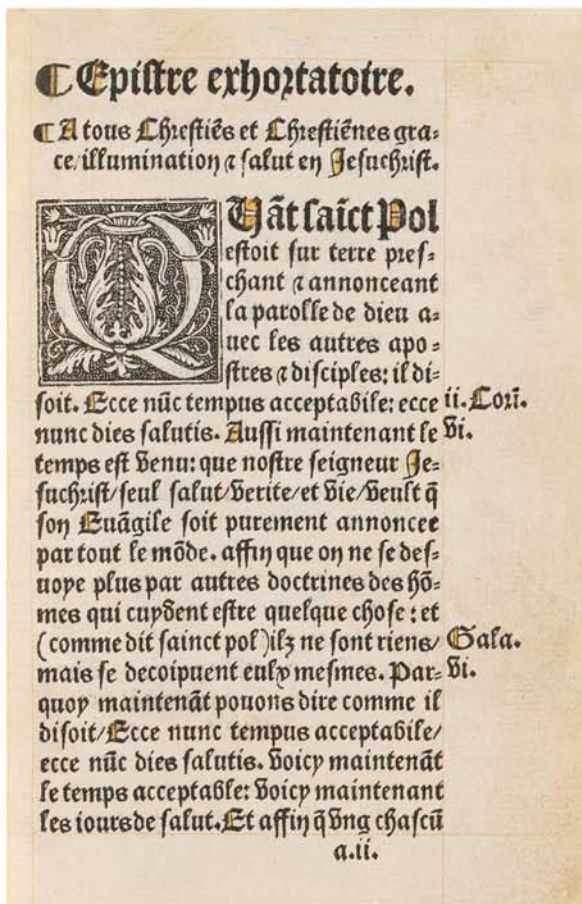 ¶ Epistre exhortatoire.
¶ A tous Chrestiẽs et Chrestiẽnes gra⸗
ce/illumination ⁊ salut en Jesuchrist.
QUãt saĩct Pol
estoit sur terre pres⸗
chant ⁊ annonceant
la parolle de dieu a⸗
uec les autres apo⸗
stres ⁊ disciples: il di⸗
soit. Ecce nũc tempus acceptabile: ecce ii. Corĩ.
nunc dies salutis. Aussi maintenant le vi.
temps est venu: que nostre seigneur Je⸗
suchrist/seul salut/verite/et vie/veult q̃
son Euãgile soit purement annoncee
par tout le mõde. affin que on ne se des⸗
uoye plus par autres doctrines des hõ⸗
mes qui cuydent estre quelque chose: et
(comme dit sainct pol)ilz ne sont riens/ Gala.
mais se decoipuent eulx mesmes. Par⸗ vi.
quoy maintenãt pouons dire comme il
disoit/Ecce nunc tempus acceptabile/
ecce nũc dies salutis. voicy maintenãt
le temps acceptable: voicy maintenant
les iours de salut. Et affin q̃ vng chascũ
a.ii.